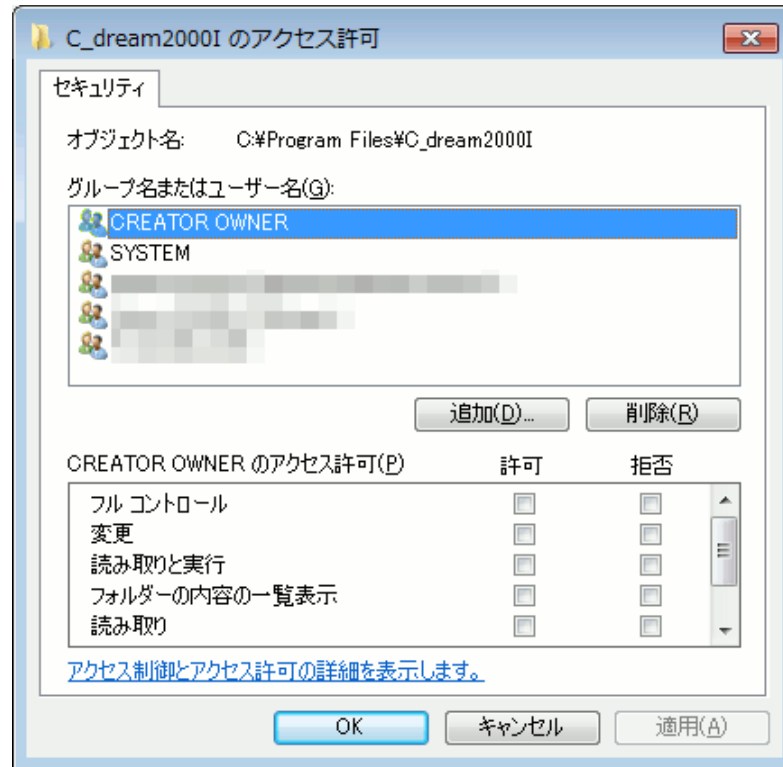 C_dream2000I のアクセス許可
セキュリティ
オブジェクト名: C:¥Program Files¥C_dream2000I
グループ名またはユーザー名(G):
CREATOR OWNER
SYSTEM
追加(D)... 削除(R)
CREATOR OWNER のアクセス許可(P) 許可 拒否
フル コントロール
変更
読み取りと実行
フォルダーの内容の一覧表示
読み取り
アクセス制御とアクセス許可の詳細を表示します。
OK キャンセル 適用(A)